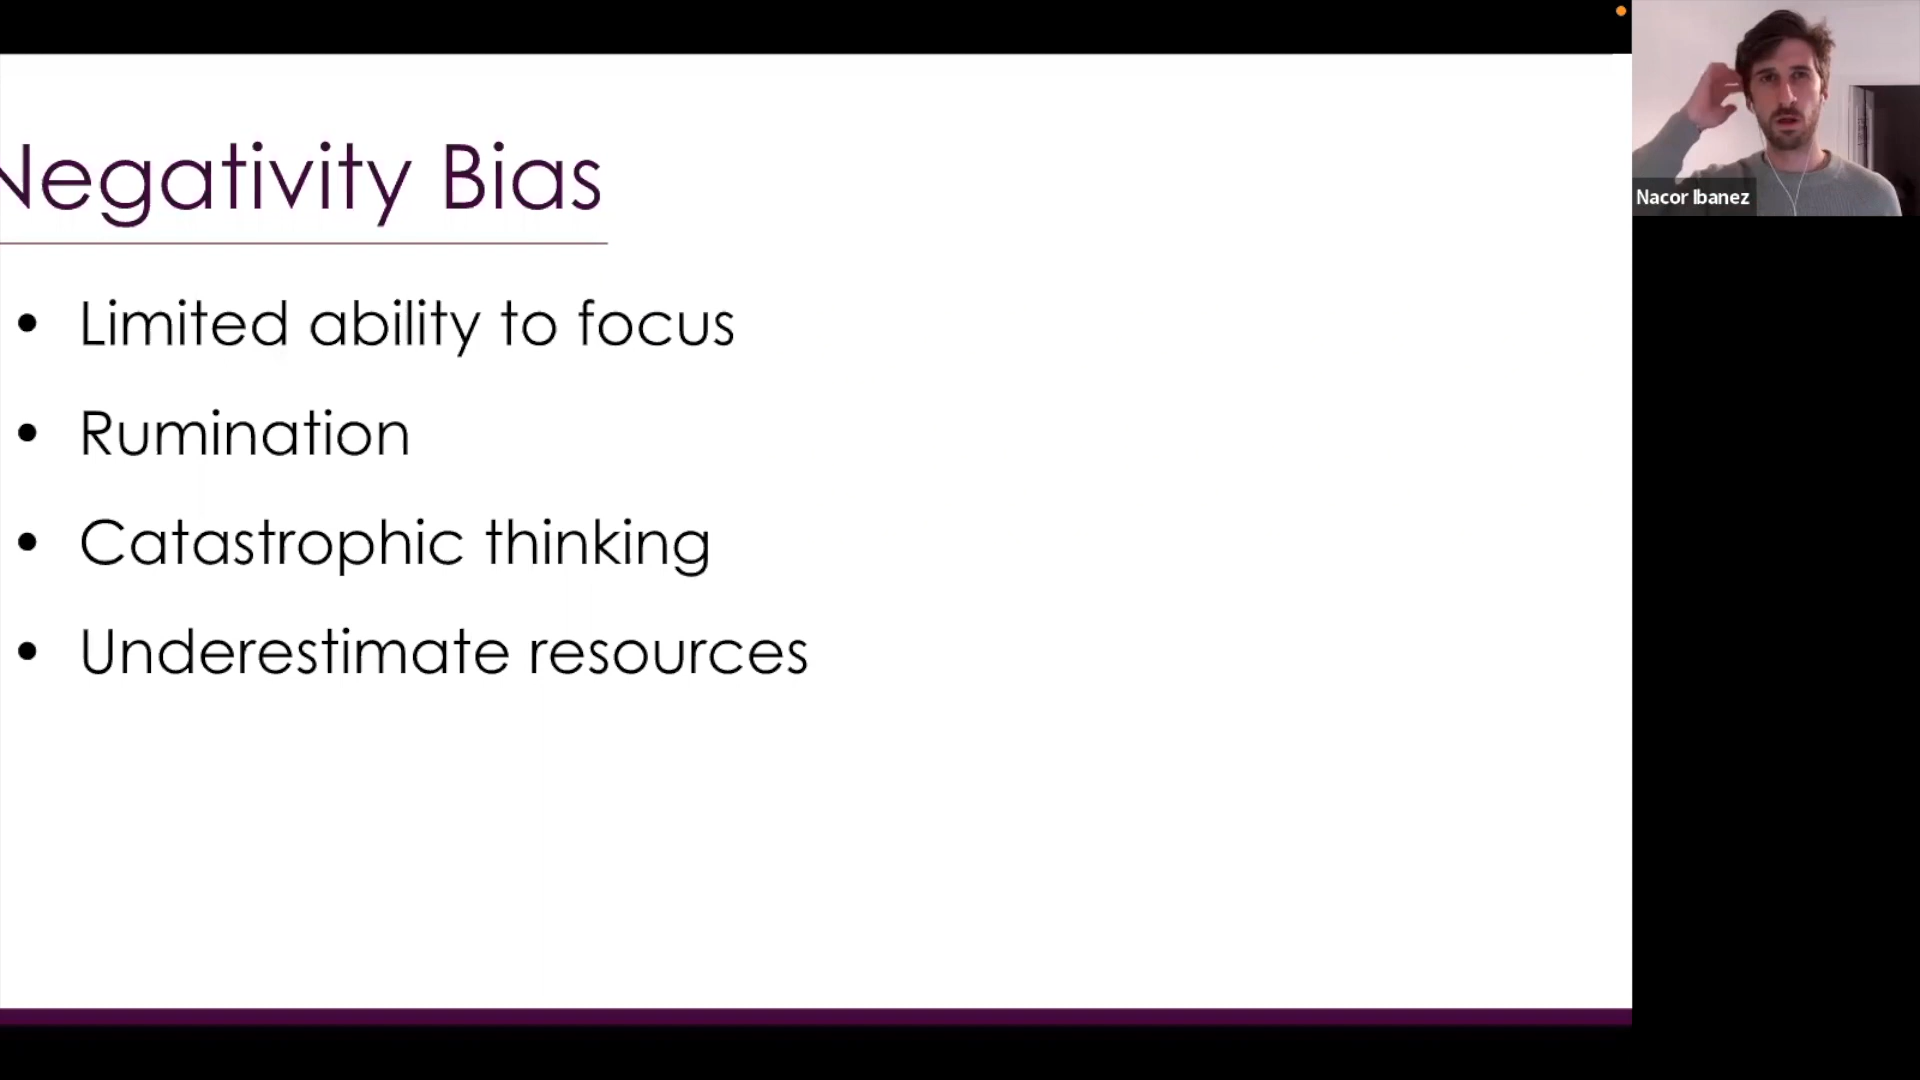 Negativity Bias
• Limited ability to focus
• Rumination
• Catastrophic thinking
• Underestimate resources
Nacor Ibanez